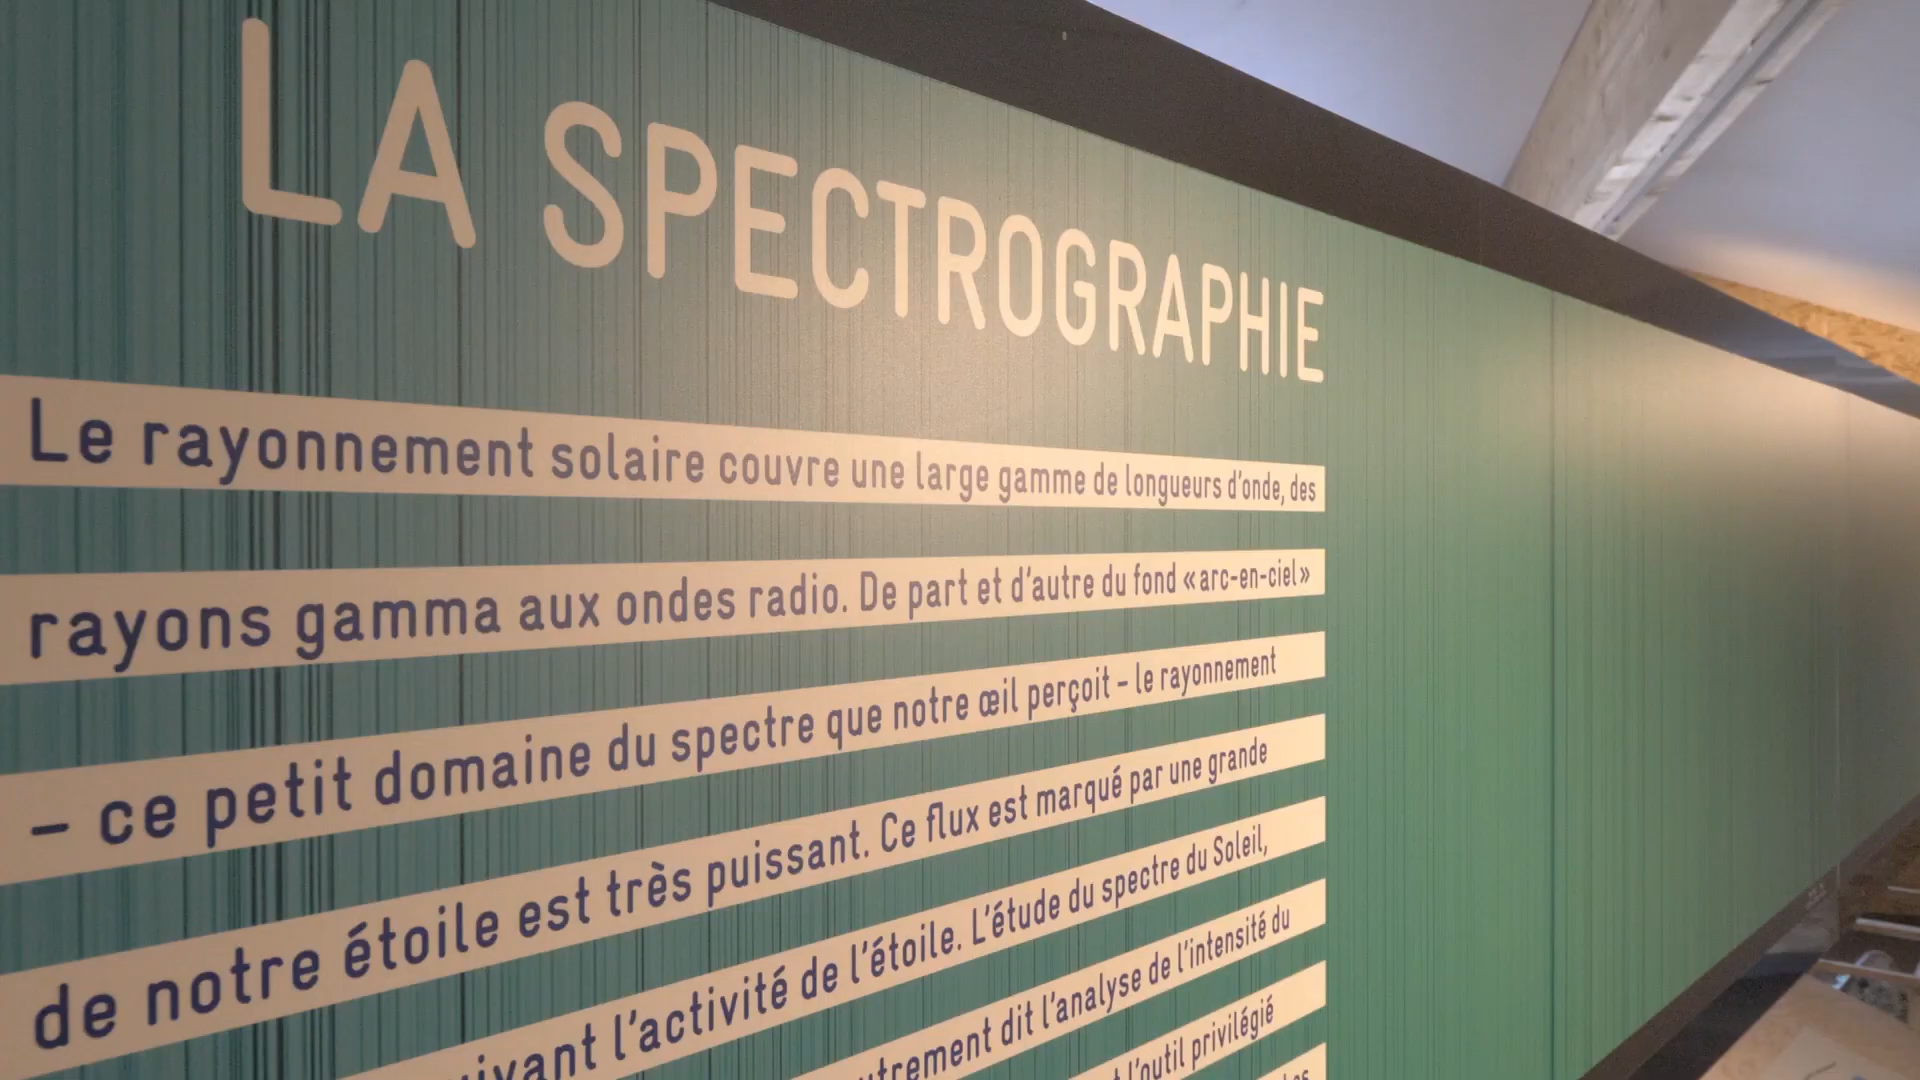 LA SPECTROGRAPHIE
Le rayonnement solaire couvre une large gamme de longueurs d'onde, des
rayons gamma aux ondes radio. De part et d'autre du fond «arc-en-ciel»
– ce petit domaine du spectre que notre œil perçoit – le rayonnement
de notre étoile est très puissant. Ce flux est marqué par une grande
l'activité de l'étoile. L'étude du spectre du Soleil,
dit l'analyse de l'intensité du
l'outil privilégié